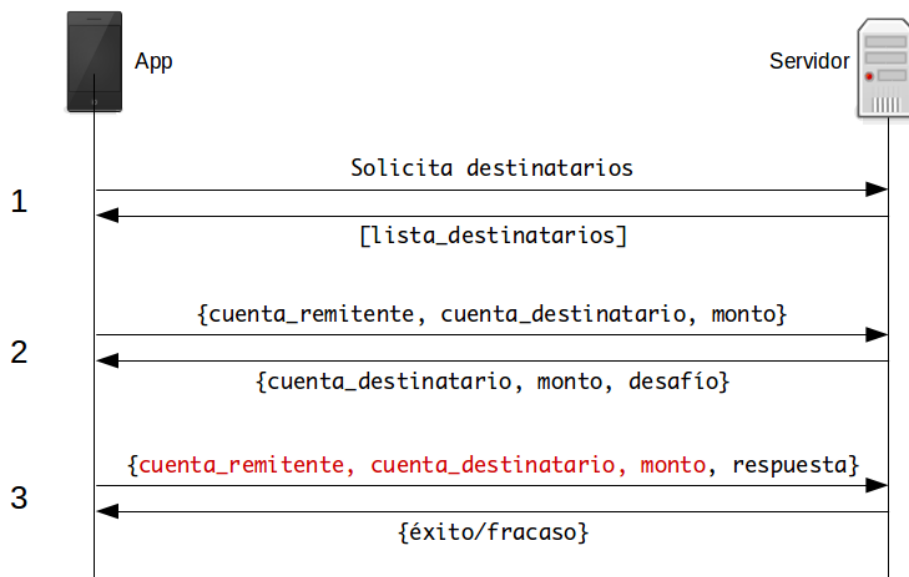 App
Servidor
Solicita destinatarios
1
[lista_destinatarios]
{cuenta_remitente, cuenta_destinatario, monto}
2
{cuenta_destinatario, monto, desafío}
{cuenta_remitente, cuenta_destinatario, monto, respuesta}
3
{éxito/fracaso}